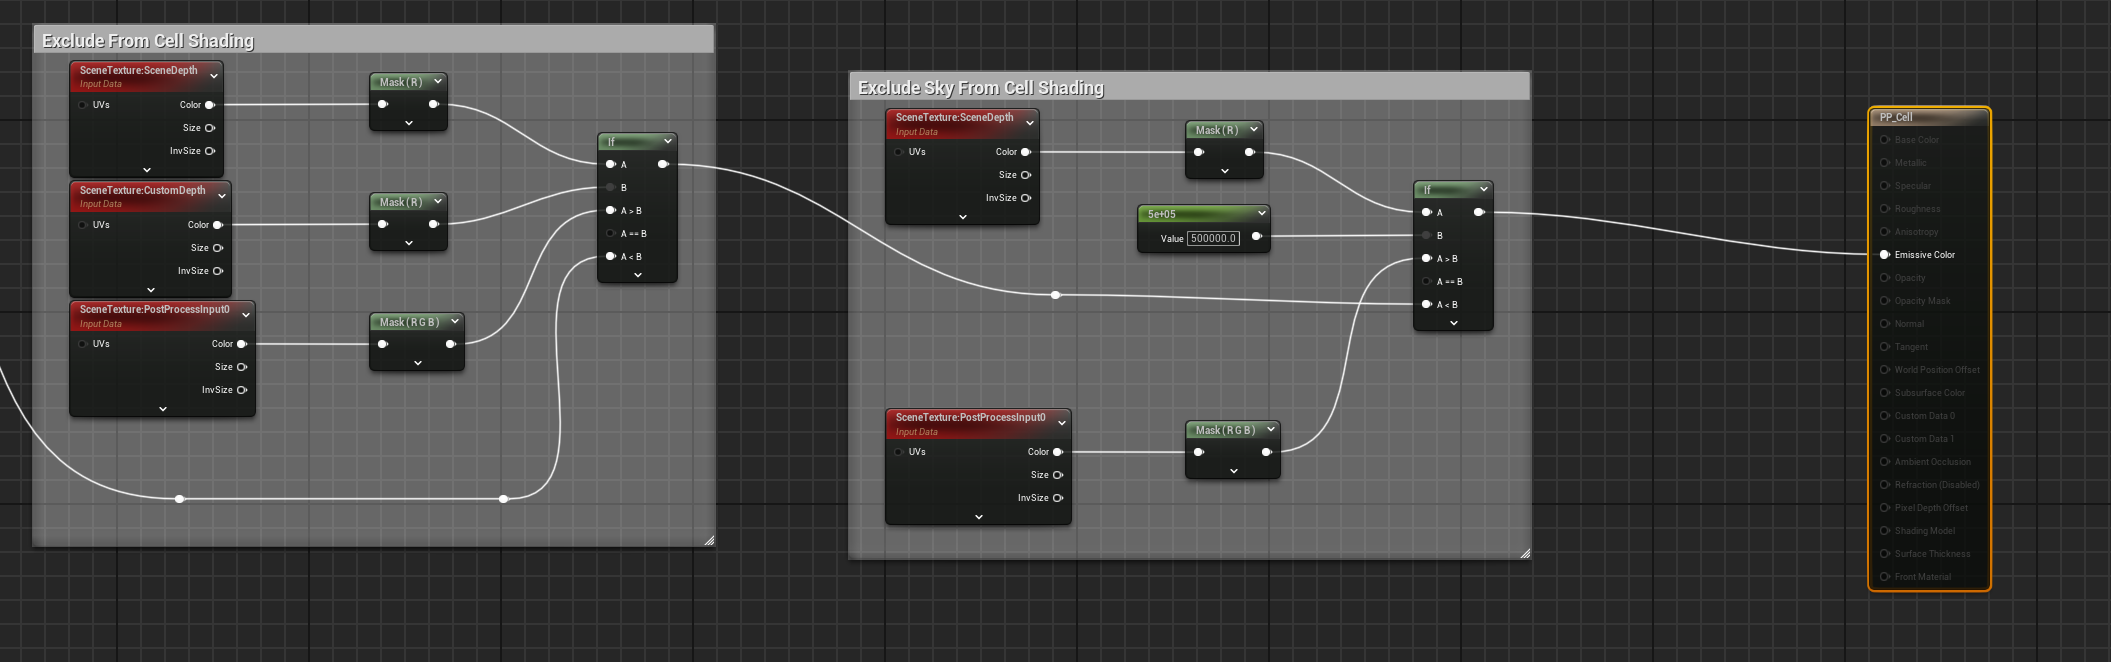 Exclude From Cell Shading
SceneTexture:SceneDepth
Input Data
UVs
Color
Size
InvSize
Mask ( R )
SceneTexture:CustomDepth
Input Data
UVs
Color
Size
InvSize
Mask ( R )
SceneTexture:PostProcessInput0
Input Data
UVs
Color
Size
InvSize
Mask ( R G B )
If
A
B
A > B
A == B
A < B
Exclude Sky From Cell Shading
SceneTexture:SceneDepth
Input Data
UVs
Color
Size
InvSize
Mask ( R )
5e+05
Value 500000.0
SceneTexture:PostProcessInput0
Input Data
UVs
Color
Size
InvSize
Mask ( R G B )
If
A
B
A > B
A == B
A < B
PP_Cell
Base Color
Metallic
Specular
Roughness
Anisotropy
Emissive Color
Opacity
Opacity Mask
Normal
Tangent
World Position Offset
Subsurface Color
Custom Data 0
Custom Data 1
Ambient Occlusion
Refraction (Disabled)
Pixel Depth Offset
Shading Model
Surface Thickness
Front Material